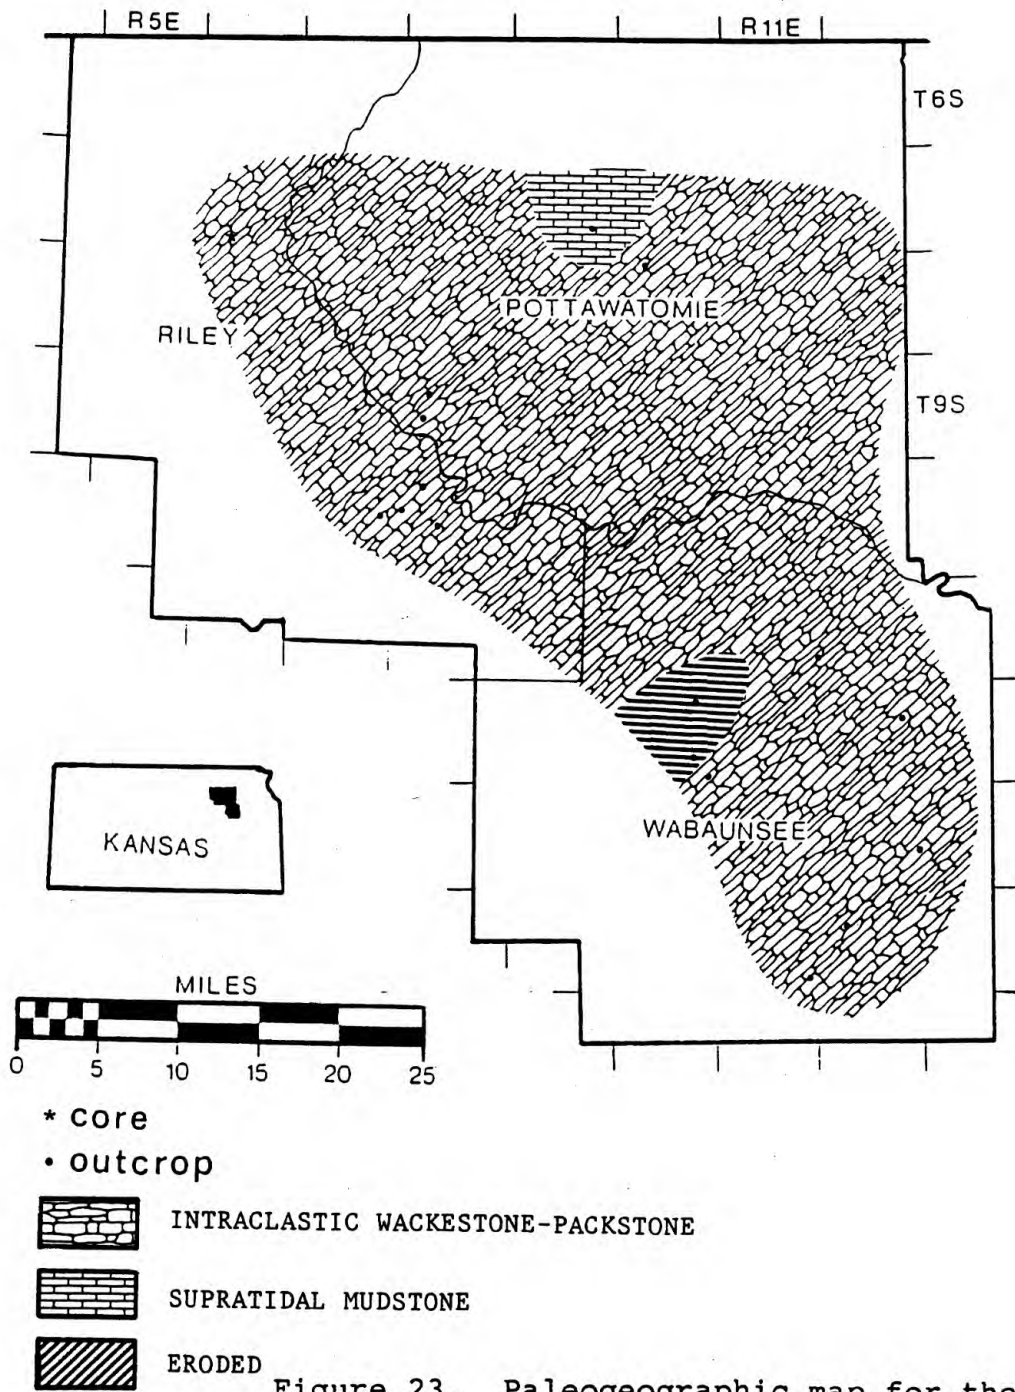 R5E R11E
T6S
POTTAWATOMIE
RILEY
T9S
WABAUNSEE
KANSAS
MILES
0 5 10 15 20 25
* core
• outcrop
INTRACLASTIC WACKESTONE-PACKSTONE
SUPRATIDAL MUDSTONE
ERODED
Figure 23. Paleogeographic map for the